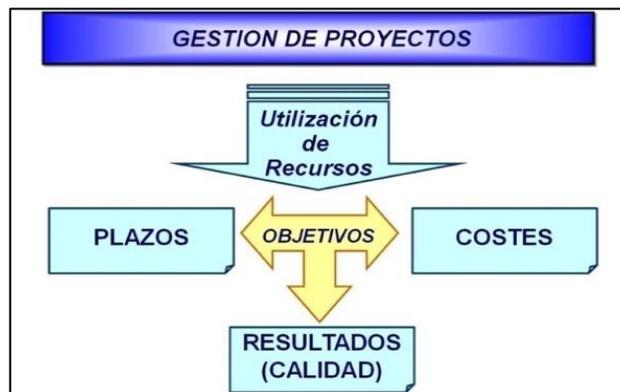 GESTION DE PROYECTOS
Utilización
de
Recursos
PLAZOS
OBJETIVOS
COSTES
RESULTADOS
(CALIDAD)